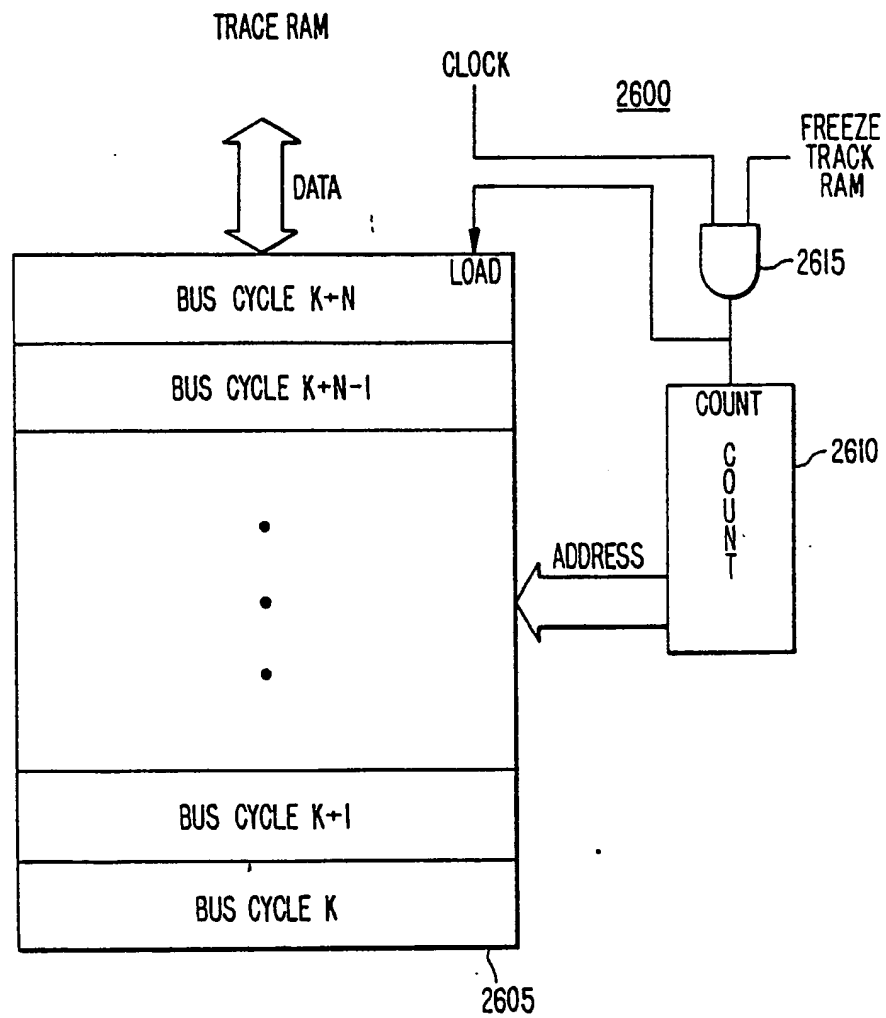 TRACE RAM
CLOCK
2600
FREEZE
TRACK
RAM
DATA
LOAD
2615
BUS CYCLE K+N
BUS CYCLE K+N-1
COUNT
COUNT
2610
ADDRESS
BUS CYCLE K+1
BUS CYCLE K
2605